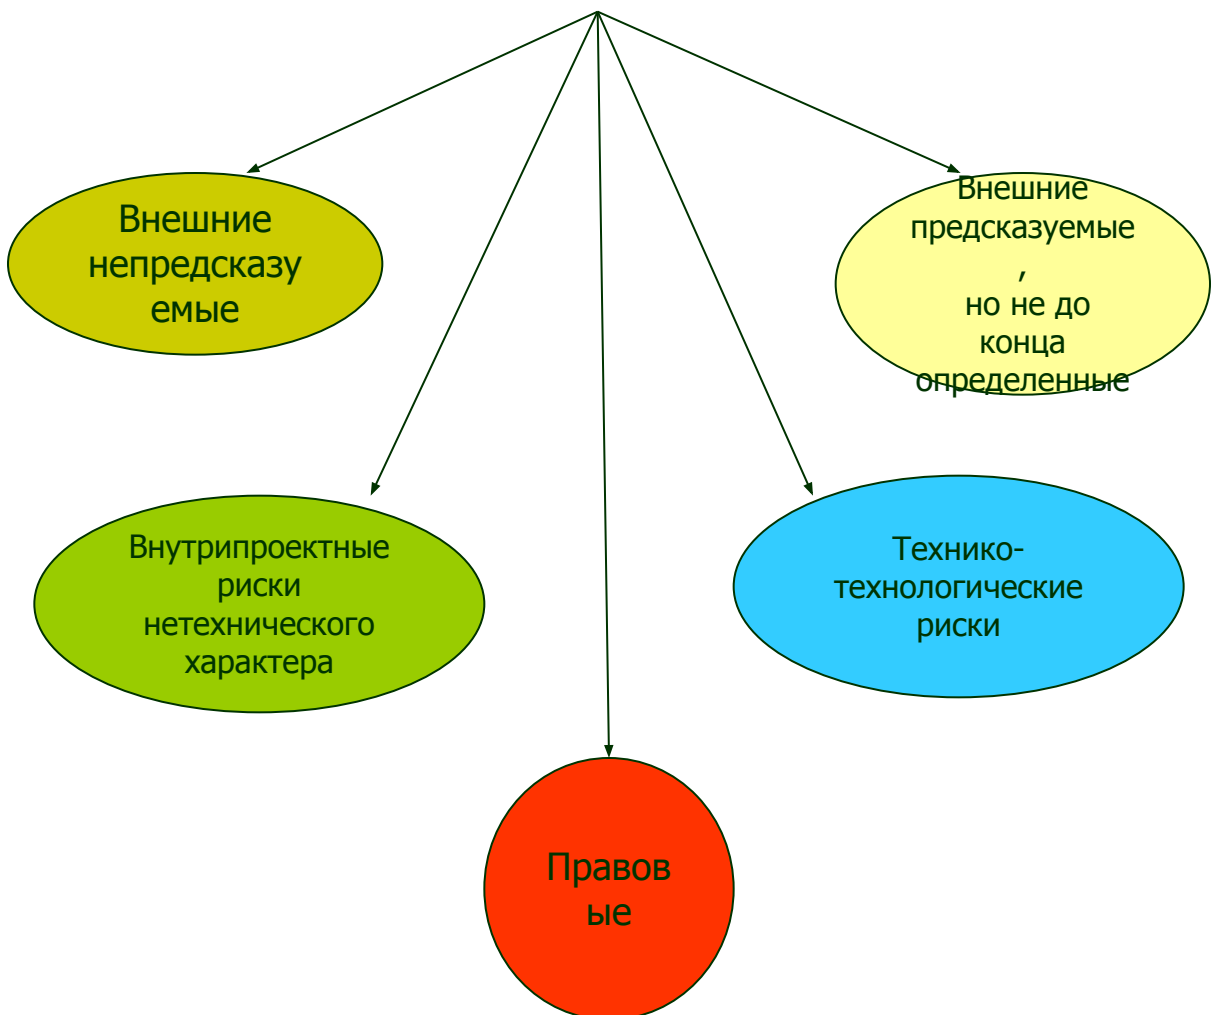 Внешние
непредсказу
емые
Внешние
предсказуемые
,
но не до
конца
определенные
Внутрипроектные
риски
нетехнического
характера
Технико-
технологические
риски
Правов
ые